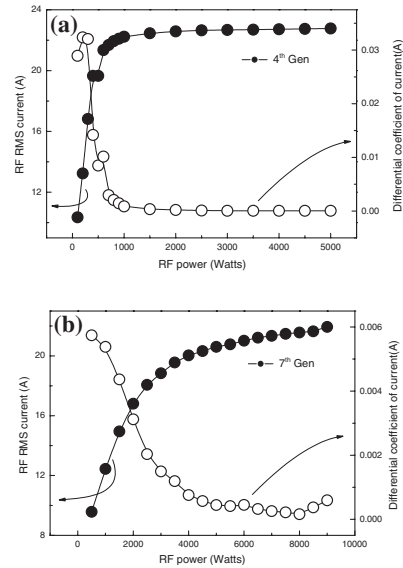 (a)
24
20
16
12
RF RMS current (A)
4th Gen
0.03
0.02
0.01
0.00
Differential coefficient of current(A)
0 1000 2000 3000 4000 5000
RF power (Watts)
(b)
20
16
12
8
RF RMS current (A)
7th Gen
0.006
0.004
0.002
0.000
Differential coefficient of current(A)
0 2000 4000 6000 8000 10000
RF power (Watts)